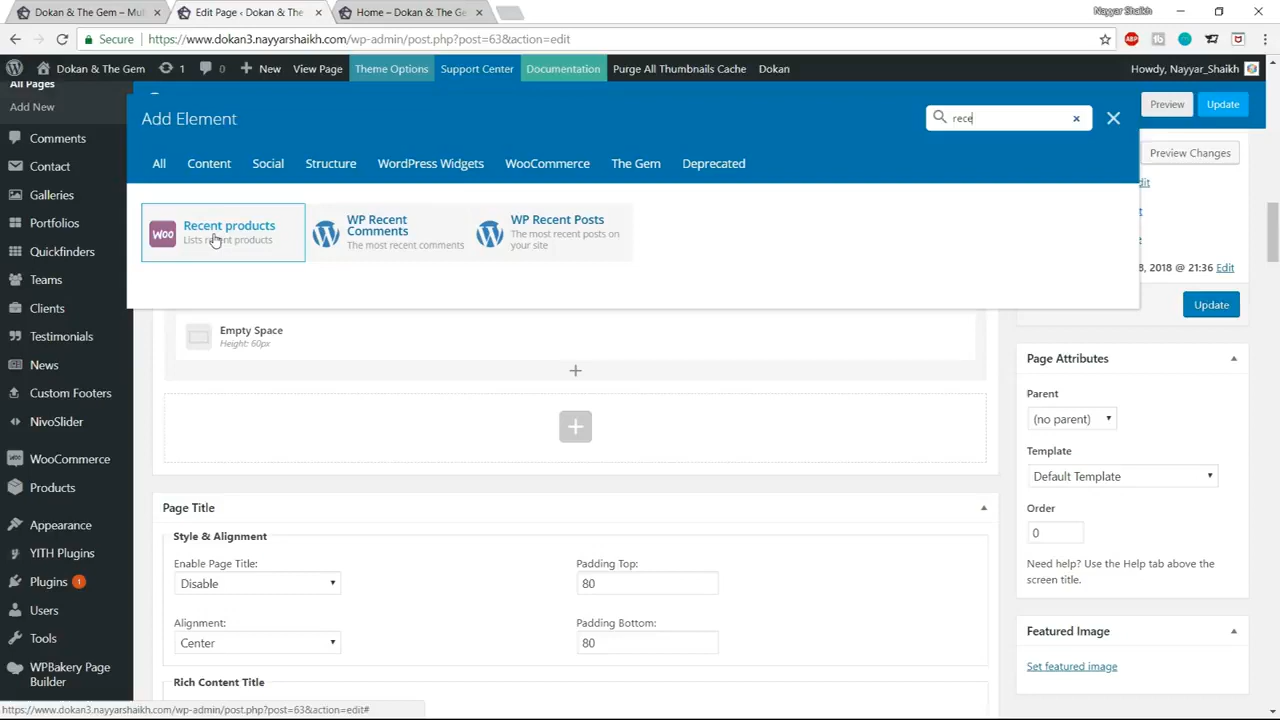 Dokan & The Gem – Mul
Edit Page ‹ Dokan & The
Home – Dokan & The Ge
Nayyar Shaikh
Secure
https://www.dokan3.nayyarshaikh.com/wp-admin/post.php?post=63&action=edit
ABP
Dokan & The Gem
1
0
New
View Page
Theme Options
Support Center
Documentation
Purge All Thumbnails Cache
Dokan
Howdy, Nayyar_Shaikh
All Pages
Add New
Comments
Contact
Galleries
Portfolios
Quickfinders
Teams
Clients
Testimonials
News
Custom Footers
NivoSlider
WooCommerce
Products
Appearance
YITH Plugins
Plugins 1
Users
Tools
WPBakery Page
Builder
Add Element
rece
All
Content
Social
Structure
WordPress Widgets
WooCommerce
The Gem
Deprecated
Woo
Recent products
Lists recent products
WP Recent
Comments
The most recent comments
WP Recent Posts
The most recent posts on
your site
Empty Space
Height: 60px
Page Title
Style & Alignment
Enable Page Title:
Disable
Padding Top:
80
Alignment:
Center
Padding Bottom:
80
Rich Content Title
Preview
Update
Preview Changes
8, 2018 @ 21:36 Edit
Update
Page Attributes
Parent
(no parent)
Template
Default Template
Order
0
Need help? Use the Help tab above the
screen title.
Featured Image
Set featured image
https://www.dokan3.nayyarshaikh.com/wp-admin/post.php?post=63&action=edit#